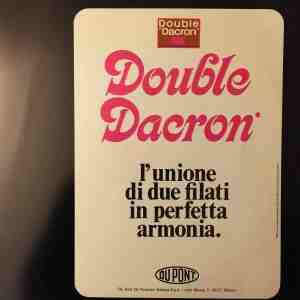 Double
"Dacron"
Double
Dacron*
l'unione
di due filati
in perfetta
armonia.
DU PONT